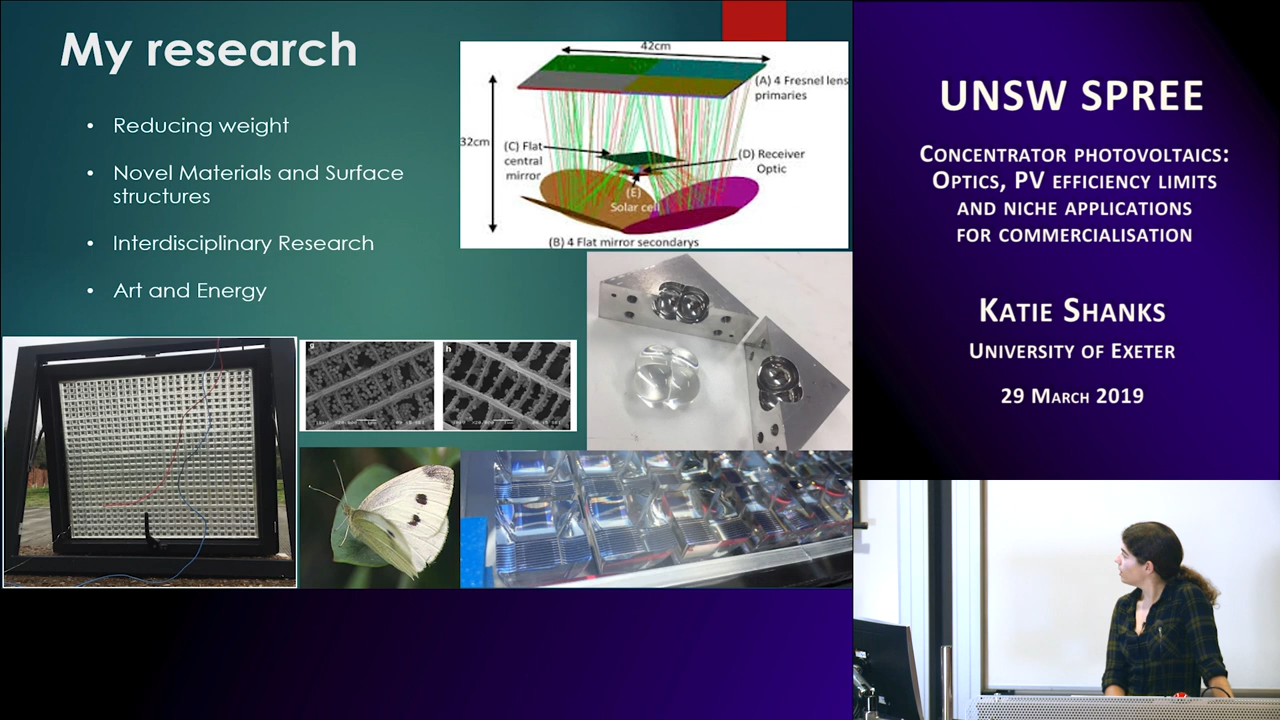 My research
• Reducing weight
• Novel Materials and Surface
structures
• Interdisciplinary Research
• Art and Energy
42cm
(A) 4 Fresnel lens
primaries
32cm
(C) Flat
central
mirror
(D) Receiver
Optic
(E)
Solar cell
(B) 4 Flat mirror secondarys
g
h
UNSW SPREE
CONCENTRATOR PHOTOVOLTAICS:
OPTICS, PV EFFICIENCY LIMITS
AND NICHE APPLICATIONS
FOR COMMERCIALISATION
KATIE SHANKS
UNIVERSITY OF EXETER
29 MARCH 2019